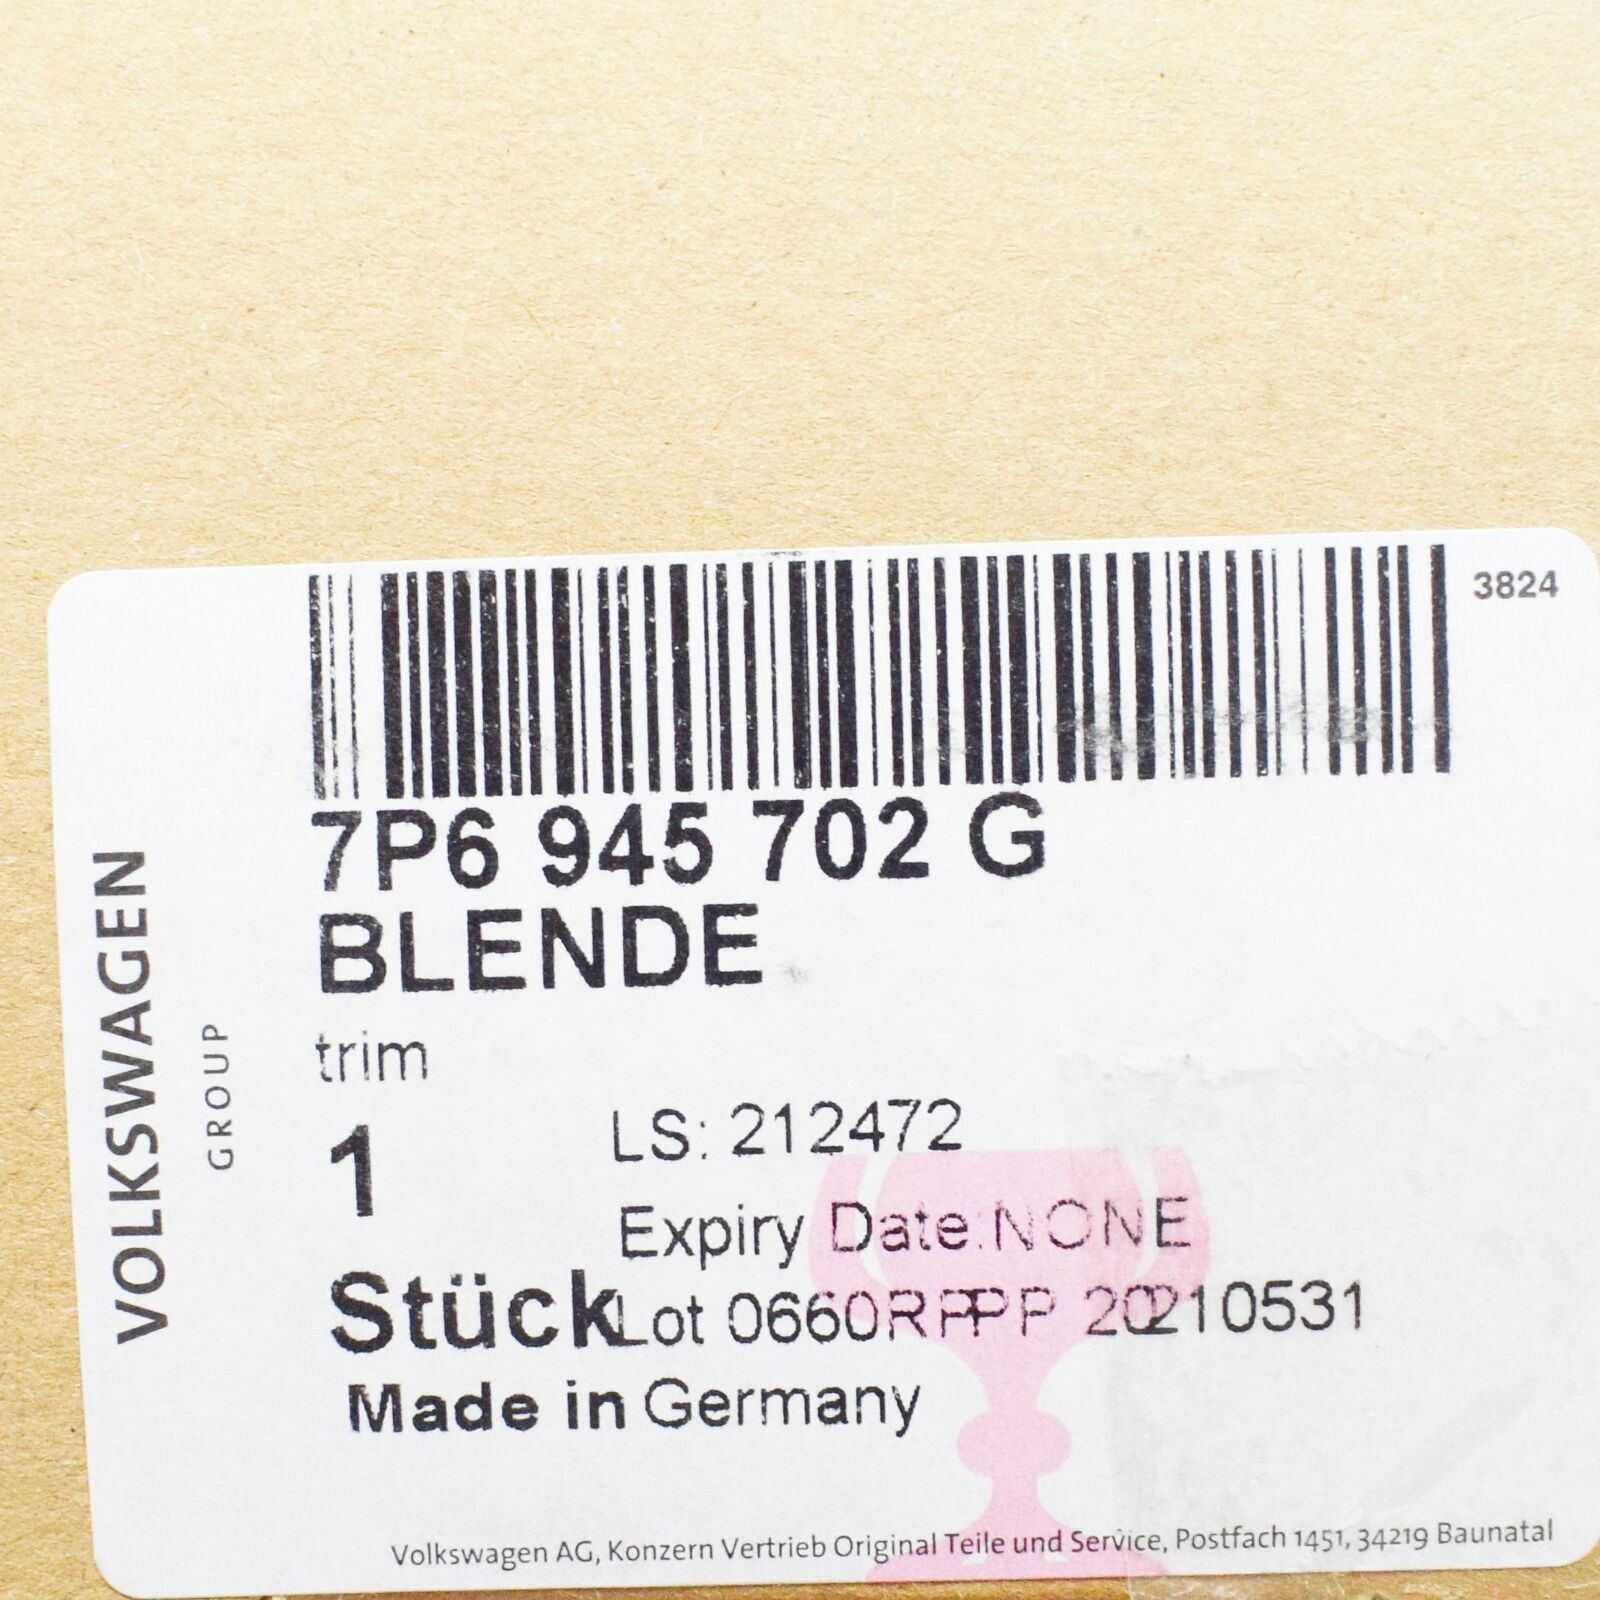 3824
7P6 945 702 G
BLENDE
trim
1
LS: 212472
Expiry Date:NONE
Stück Lot 0660RPPP 20210531
Made in Germany
VOLKSWAGEN
GROUP
Volkswagen AG, Konzern Vertrieb Original Teile und Service, Postfach 1451, 34219 Baunatal